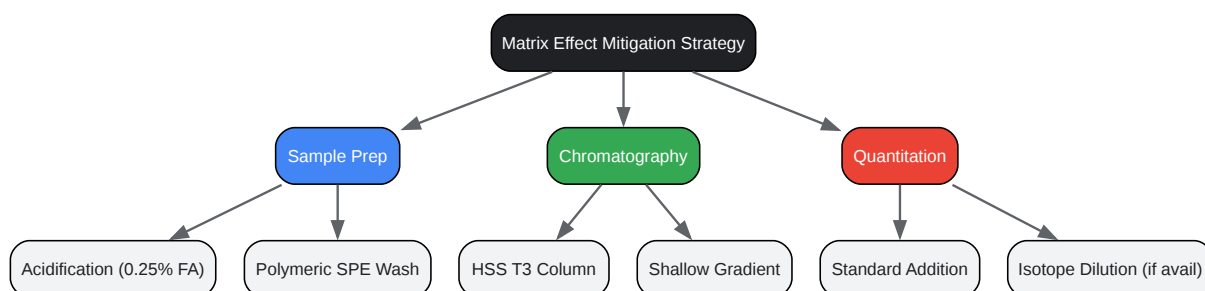 Matrix Effect Mitigation Strategy
Sample Prep
Chromatography
Quantitation
Acidification (0.25% FA)
Polymeric SPE Wash
HSS T3 Column
Shallow Gradient
Standard Addition
Isotope Dilution (if avail)